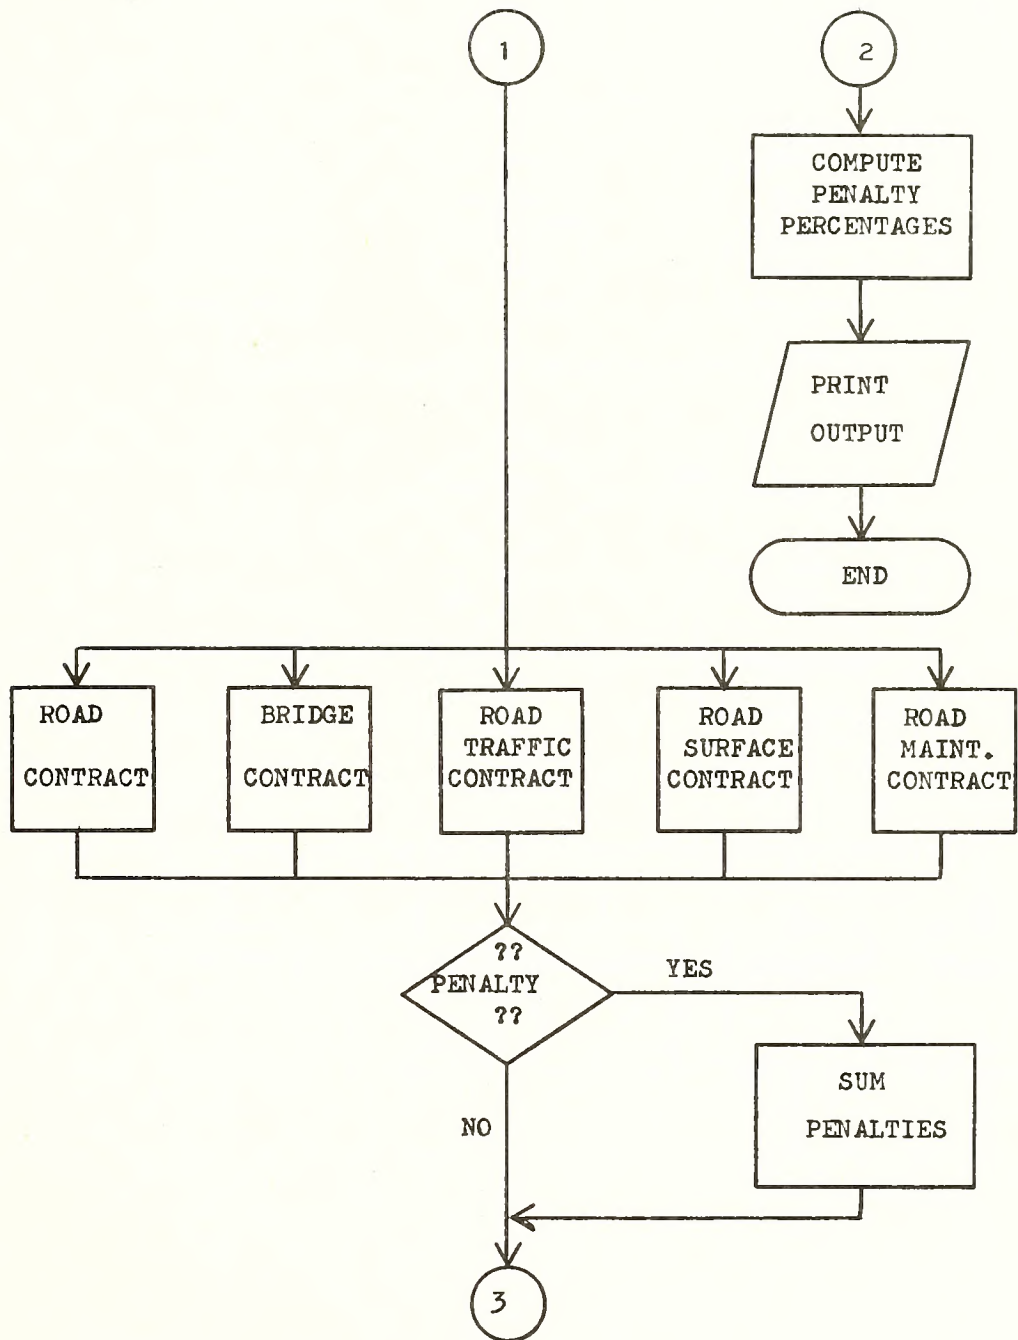 1
2
COMPUTE
PENALTY
PERCENTAGES
PRINT
OUTPUT
END
ROAD
CONTRACT
BRIDGE
CONTRACT
ROAD
TRAFFIC
CONTRACT
ROAD
SURFACE
CONTRACT
ROAD
MAINT.
CONTRACT
??
PENALTY
??
YES
NO
SUM
PENALTIES
3